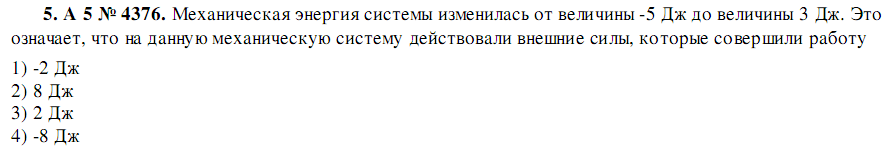 5. А 5 № 4376. Механическая энергия системы изменилась от величины -5 Дж до величины 3 Дж. Это
означает, что на данную механическую систему действовали внешние силы, которые совершили работу
1) -2 Дж
2) 8 Дж
3) 2 Дж
4) -8 Дж